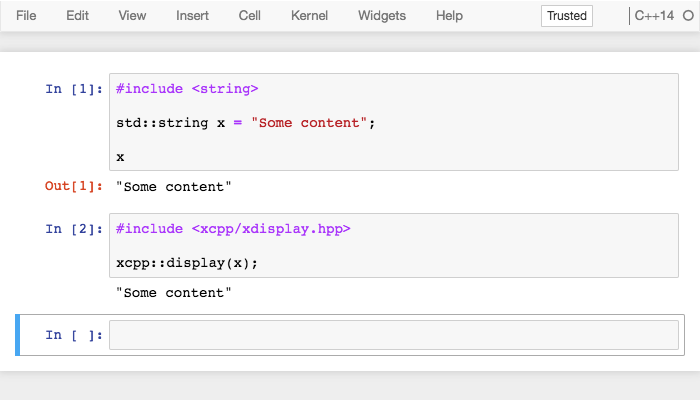 File Edit View Insert Cell Kernel Widgets Help Trusted C++14
In [1]: #include <string>
std::string x = "Some content";
x
Out[1]: "Some content"
In [2]: #include <xcpp/xdisplay.hpp>
xcpp::display(x);
"Some content"
In [ ]: